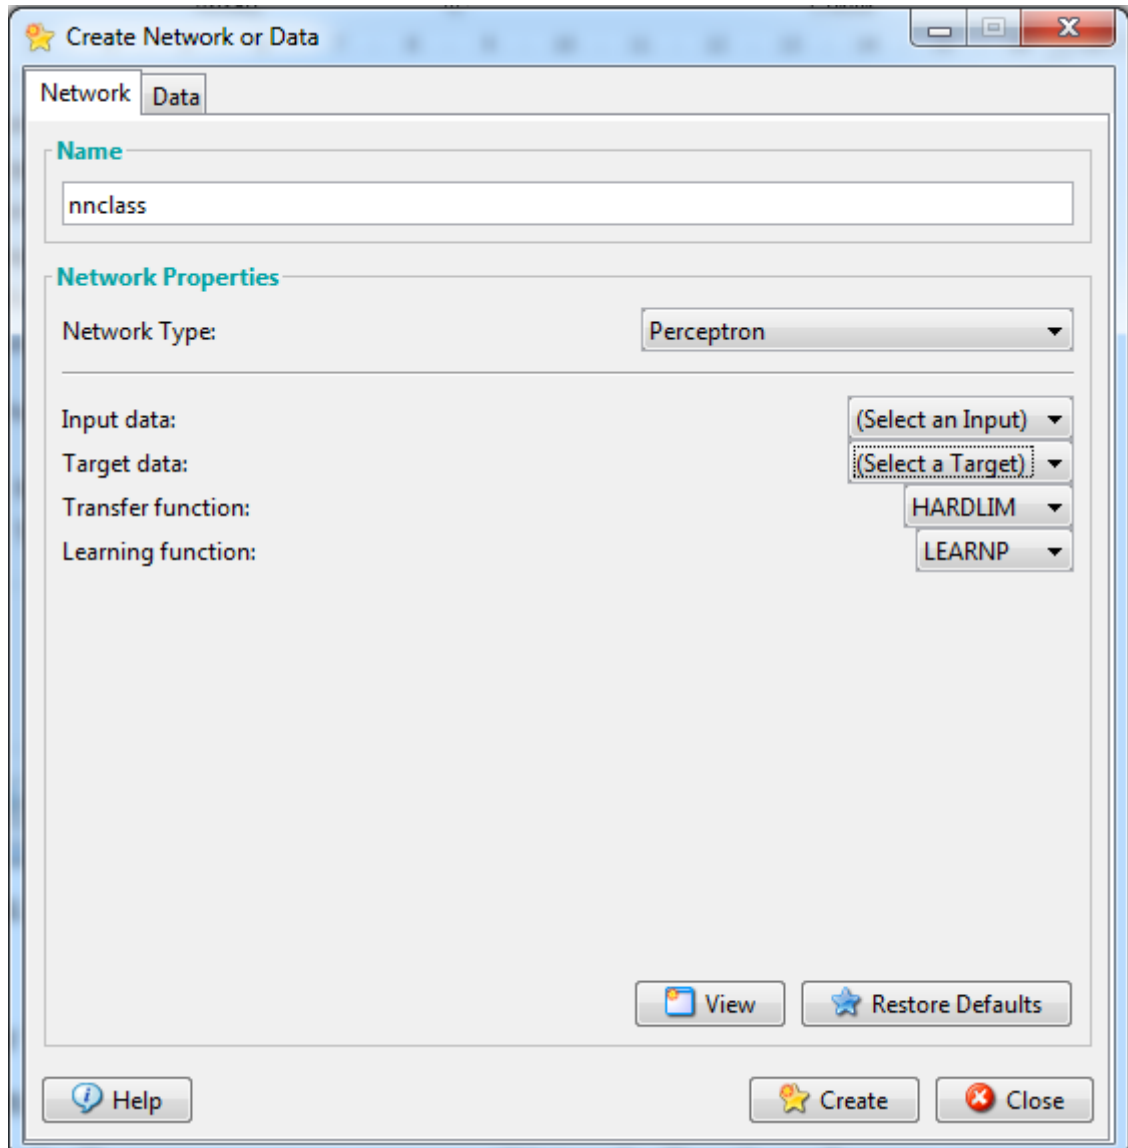 Create Network or Data
Network Data
Name
nnclass
Network Properties
Network Type: Perceptron
Input data: (Select an Input)
Target data: (Select a Target)
Transfer function: HARDLIM
Learning function: LEARNP
View Restore Defaults
Help Create Close